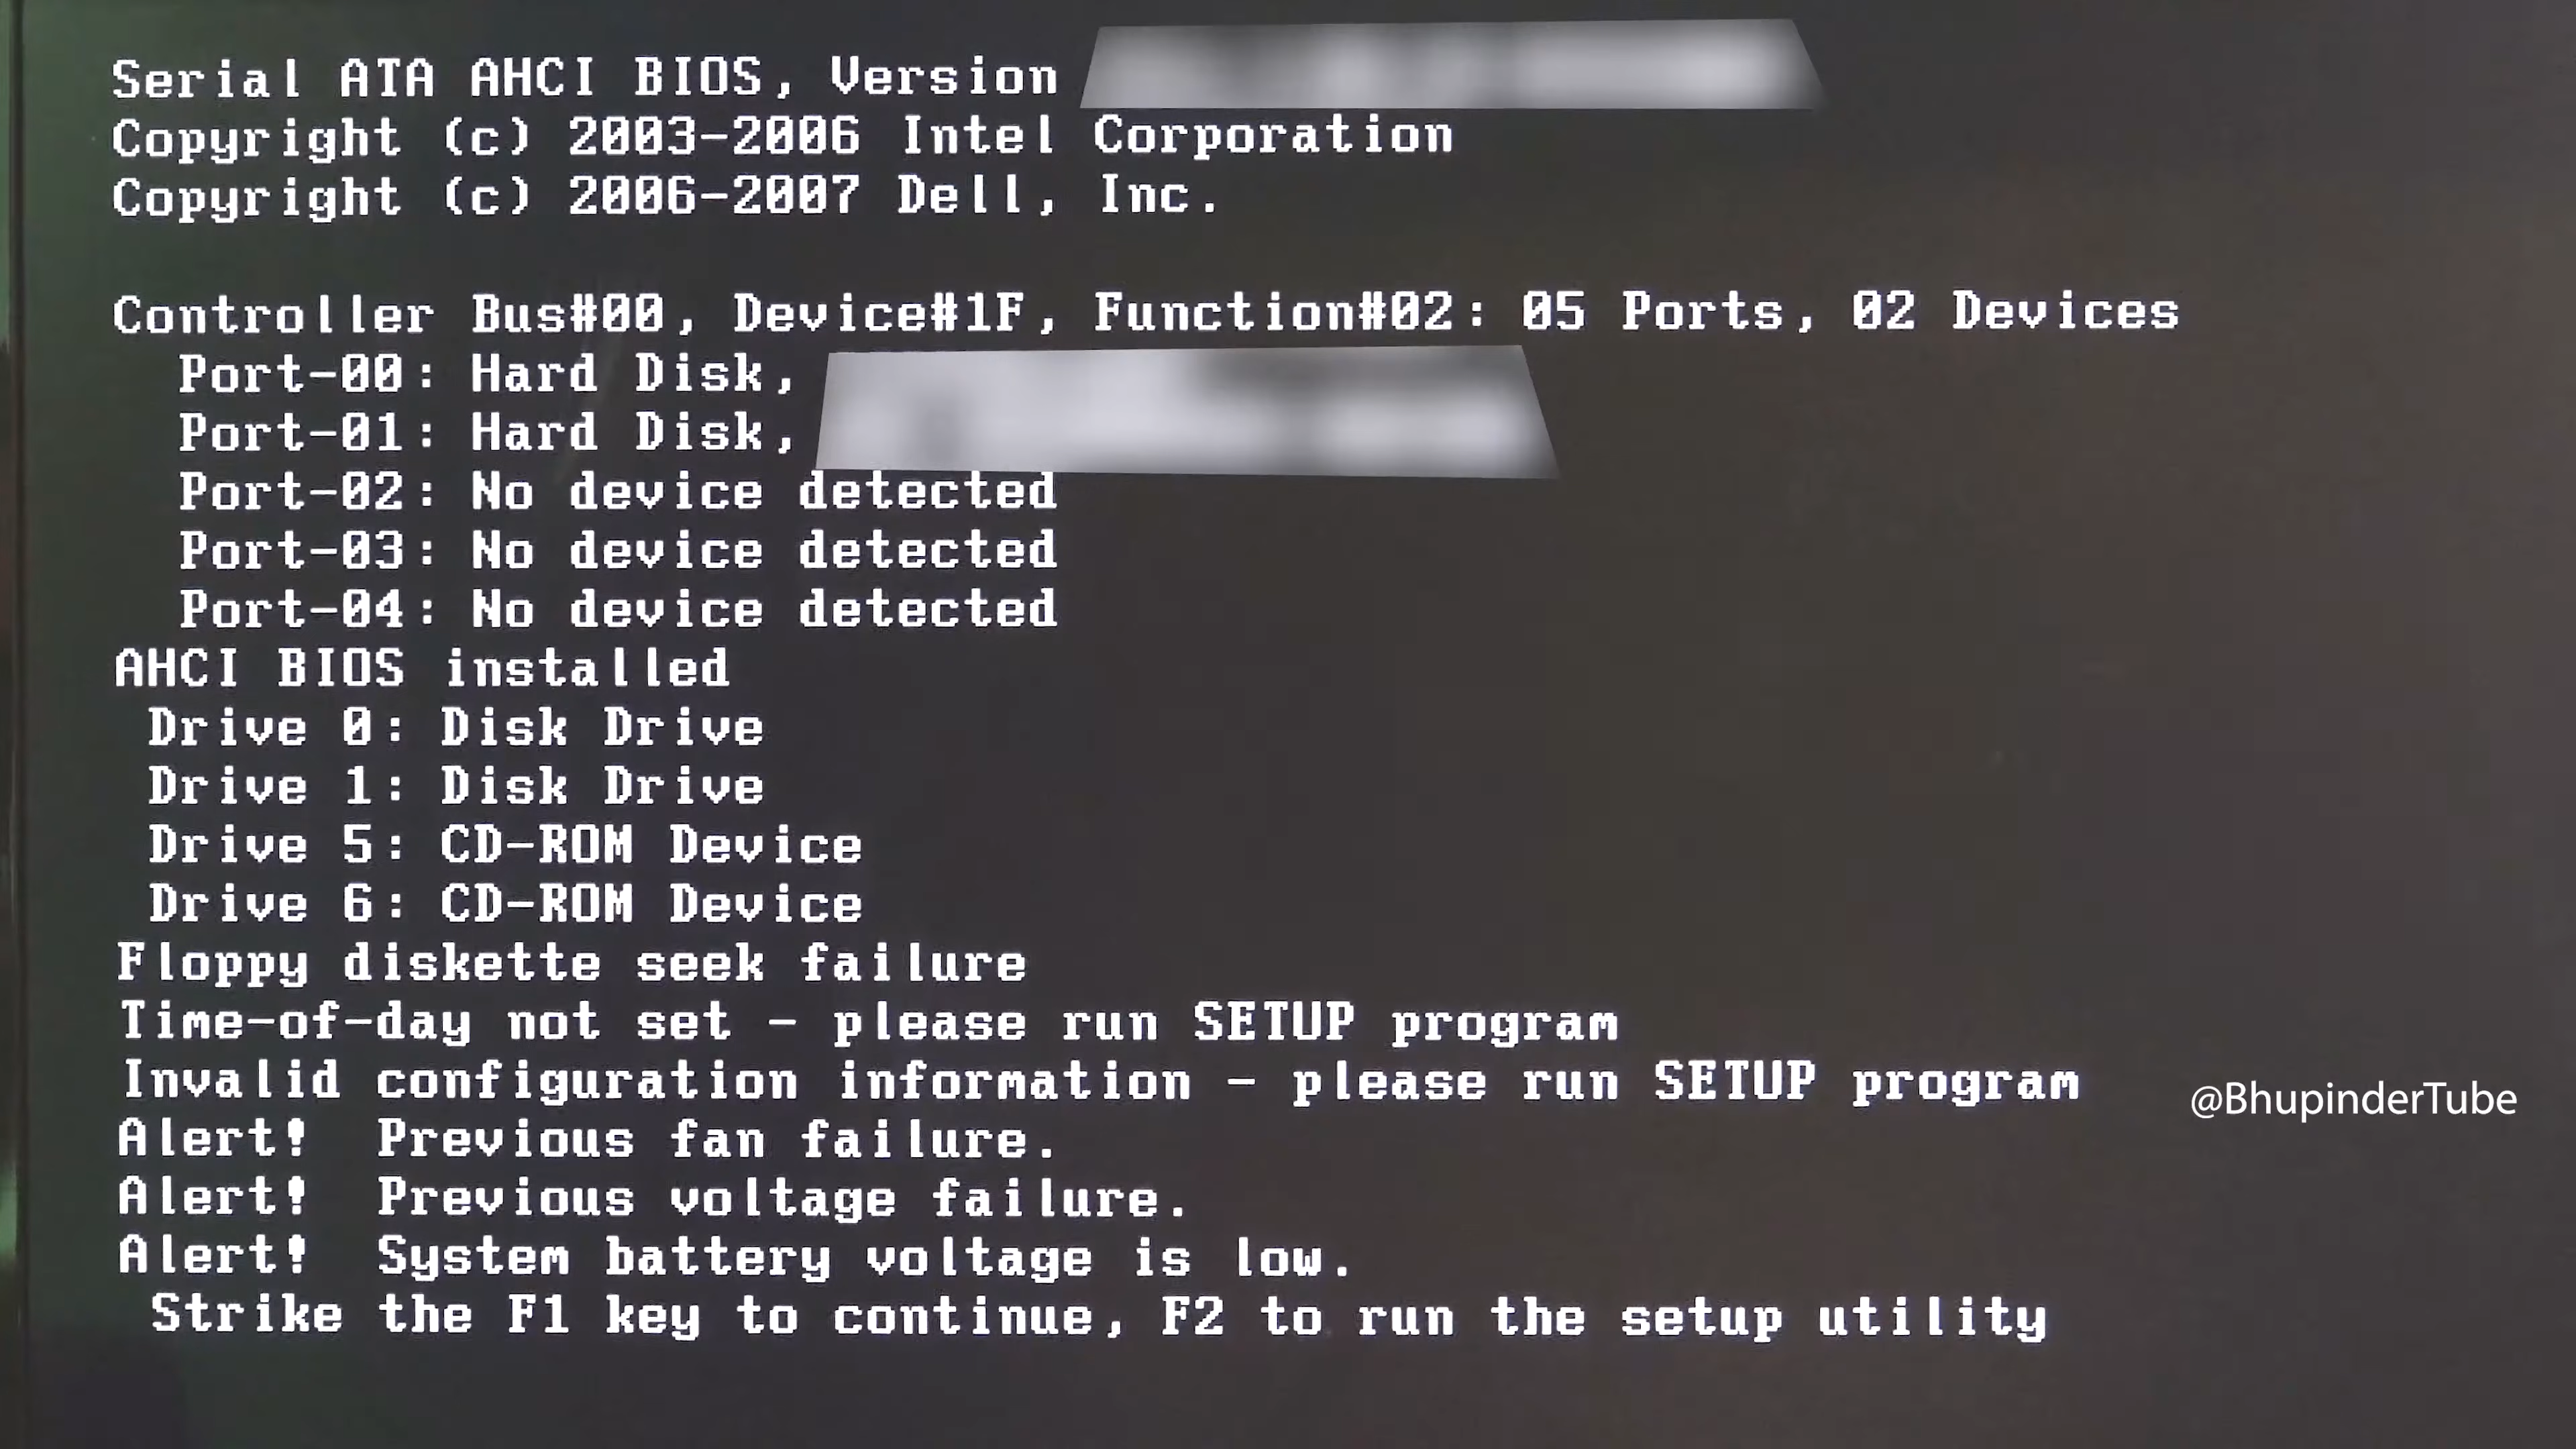 Serial ATA AHCI BIOS, Version
Copyright (c) 2003-2006 Intel Corporation
Copyright (c) 2006-2007 Dell, Inc.
Controller Bus#00, Device#1F, Function#02: 05 Ports, 02 Devices
Port-00: Hard Disk,
Port-01: Hard Disk,
Port-02: No device detected
Port-03: No device detected
Port-04: No device detected
AHCI BIOS installed
Drive 0: Disk Drive
Drive 1: Disk Drive
Drive 5: CD-ROM Device
Drive 6: CD-ROM Device
Floppy diskette seek failure
Time-of-day not set - please run SETUP program
Invalid configuration information - please run SETUP program
@BhupinderTube
Alert! Previous fan failure.
Alert! Previous voltage failure.
Alert! System battery voltage is low.
Strike the F1 key to continue, F2 to run the setup utility